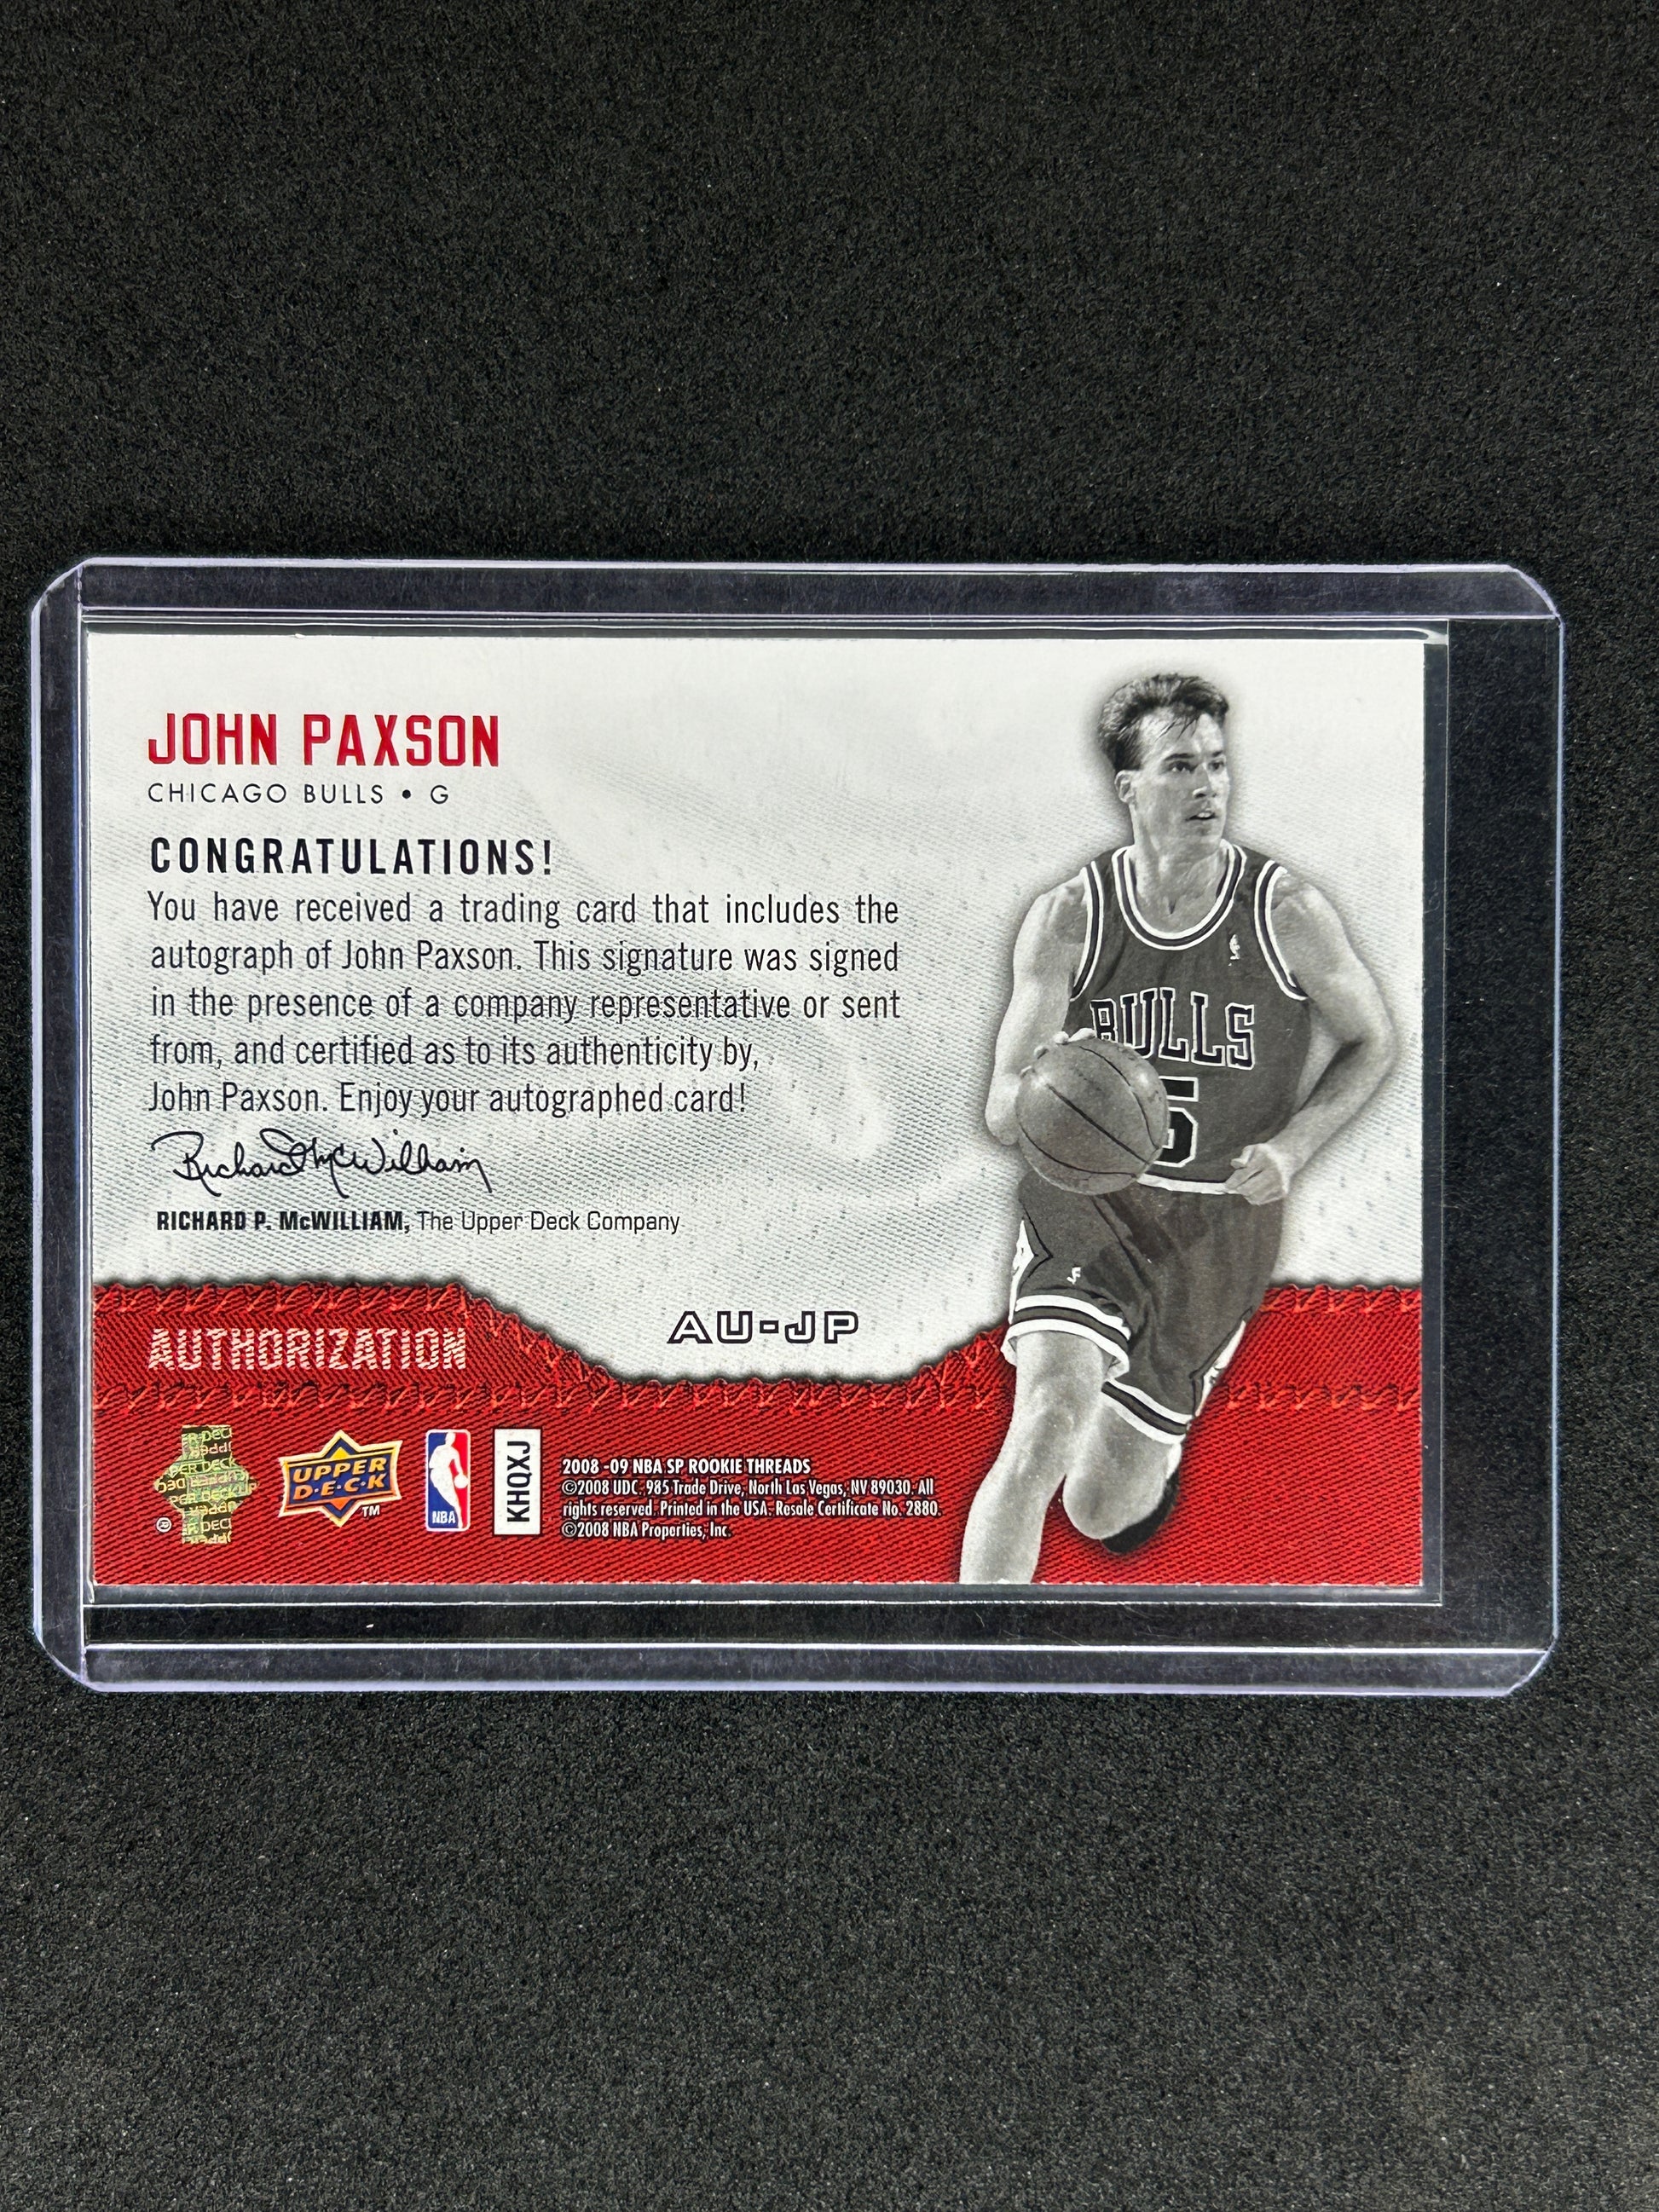 JOHN PAXSON
CHICAGO BULLS • G
CONGRATULATIONS!
You have received a trading card that includes the
autograph of John Paxson. This signature was signed
in the presence of a company representative or sent
from, and certified as to its authenticity by,
John Paxson. Enjoy your autographed card!
Richard McWilliam
RICHARD P. McWILLIAM, The Upper Deck Company
BULLS
5
AU-JP
AUTHORIZATION
UPPER
D·E·C·K
TM
NBA
KHQXJ
2008 -09 NBA SP ROOKIE THREADS
©2008 UDC. 985 Trade Drive, North Las Vegas, NV 89030. All
rights reserved. Printed in the USA. Resale Certificate No. 2880.
©2008 NBA Properties, Inc.
®